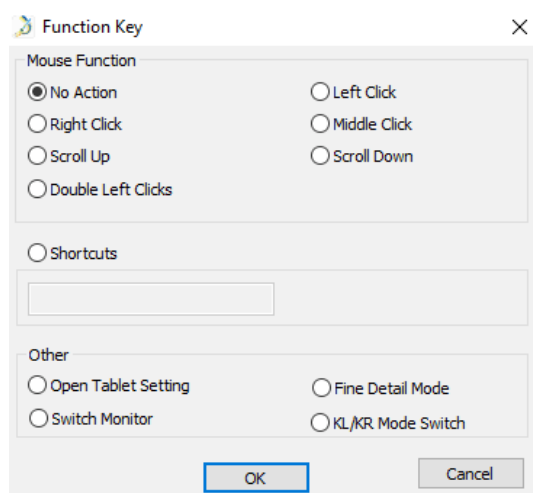 Function Key
Mouse Function
No Action
Left Click
Right Click
Middle Click
Scroll Up
Scroll Down
Double Left Clicks
Shortcuts
Other
Open Tablet Setting
Fine Detail Mode
Switch Monitor
KL/KR Mode Switch
OK
Cancel